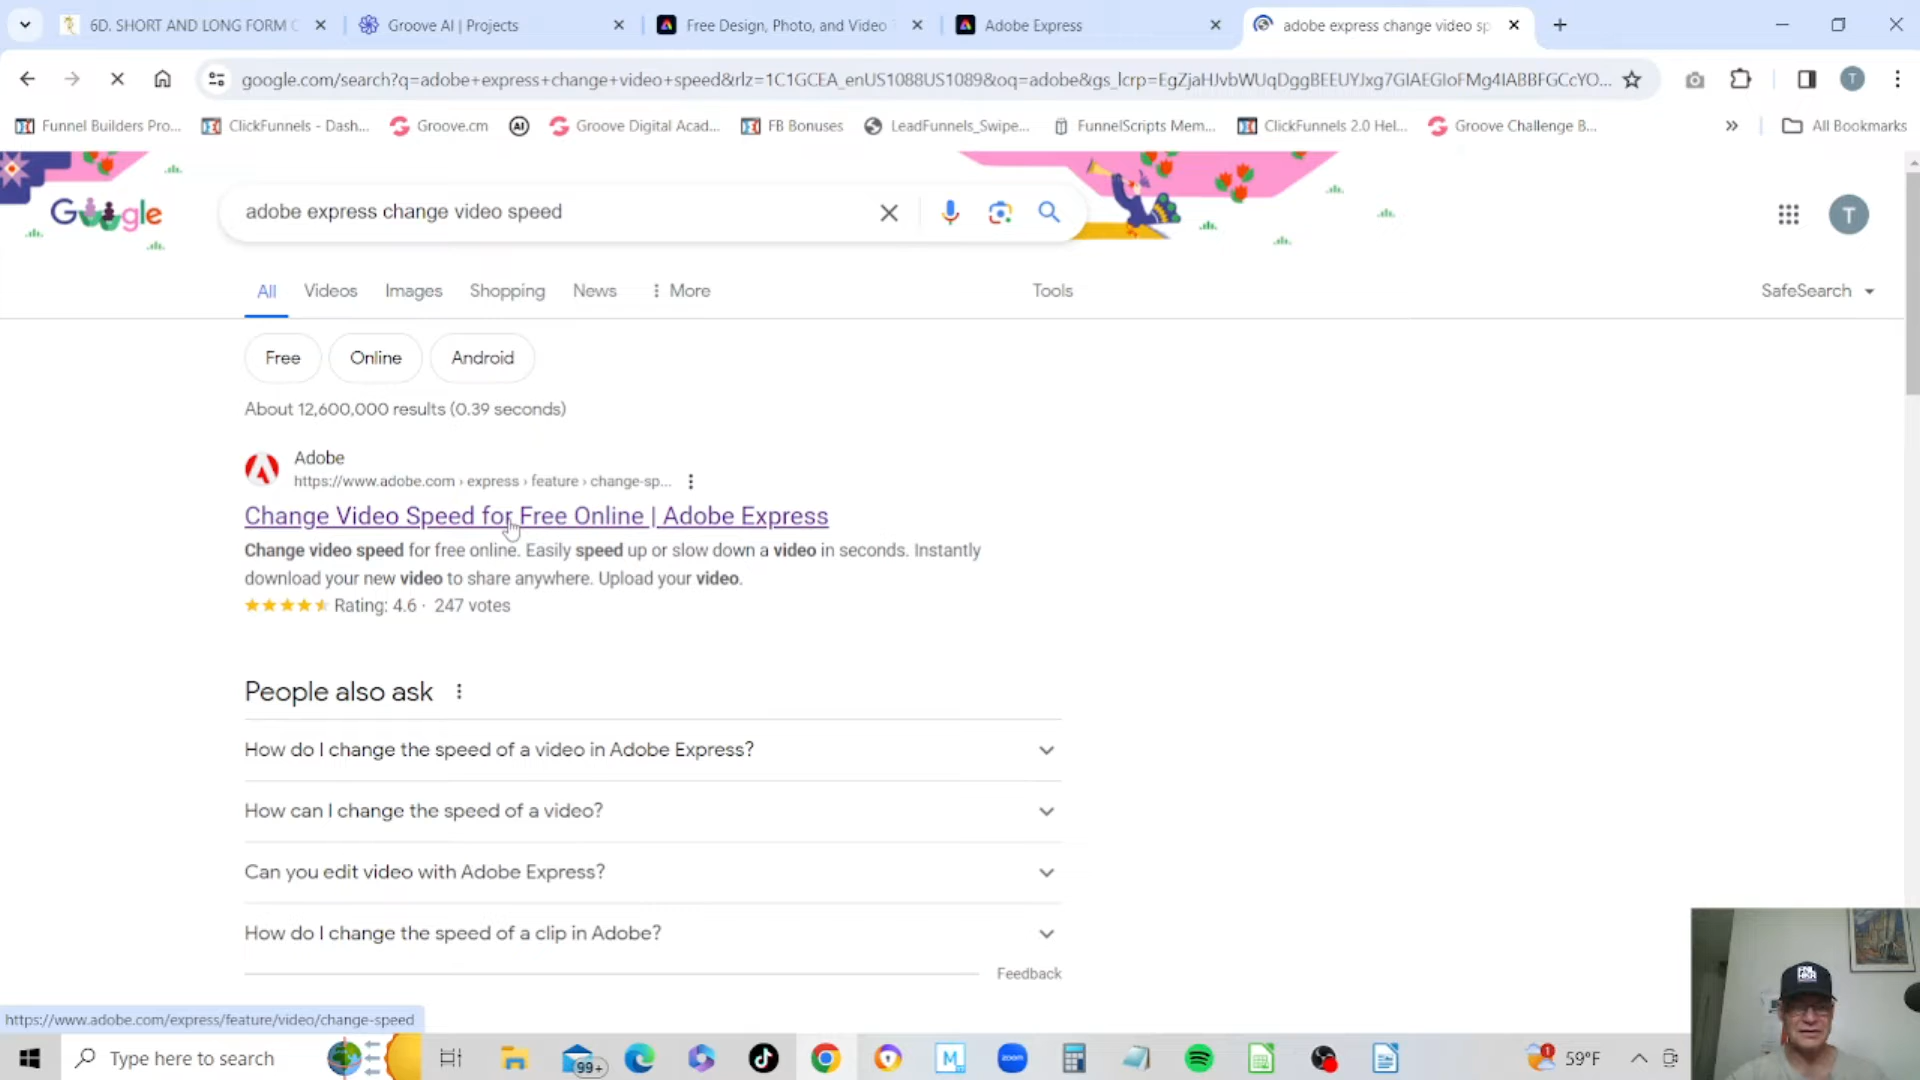 6D. SHORT AND LONG FORM C
Groove AI | Projects
Free Design, Photo, and Video
Adobe Express
adobe express change video sp
google.com/search?q=adobe+express+change+video+speed&rlz=1C1GCEA_enUS1088US1089&oq=adobe&gs_lcrp=EgZjaHJvbWUqDggBEEUYJxg7GIAEGIoFMg4IABBFGCcYO...
T
Funnel Builders Pro...
ClickFunnels - Dash...
Groove.cm
AI
Groove Digital Acad...
FB Bonuses
LeadFunnels_Swipe...
FunnelScripts Mem...
ClickFunnels 2.0 Hel...
Groove Challenge B...
All Bookmarks
Google
adobe express change video speed
T
All
Videos
Images
Shopping
News
More
Tools
SafeSearch
Free
Online
Android
About 12,600,000 results (0.39 seconds)
Adobe
https://www.adobe.com › express › feature › change-sp...
Change Video Speed for Free Online | Adobe Express
Change video speed for free online. Easily speed up or slow down a video in seconds. Instantly
download your new video to share anywhere. Upload your video.
Rating: 4.6 · 247 votes
People also ask
How do I change the speed of a video in Adobe Express?
How can I change the speed of a video?
Can you edit video with Adobe Express?
How do I change the speed of a clip in Adobe?
Feedback
https://www.adobe.com/express/feature/video/change-speed
Type here to search
99+
M
zoom
1
59°F